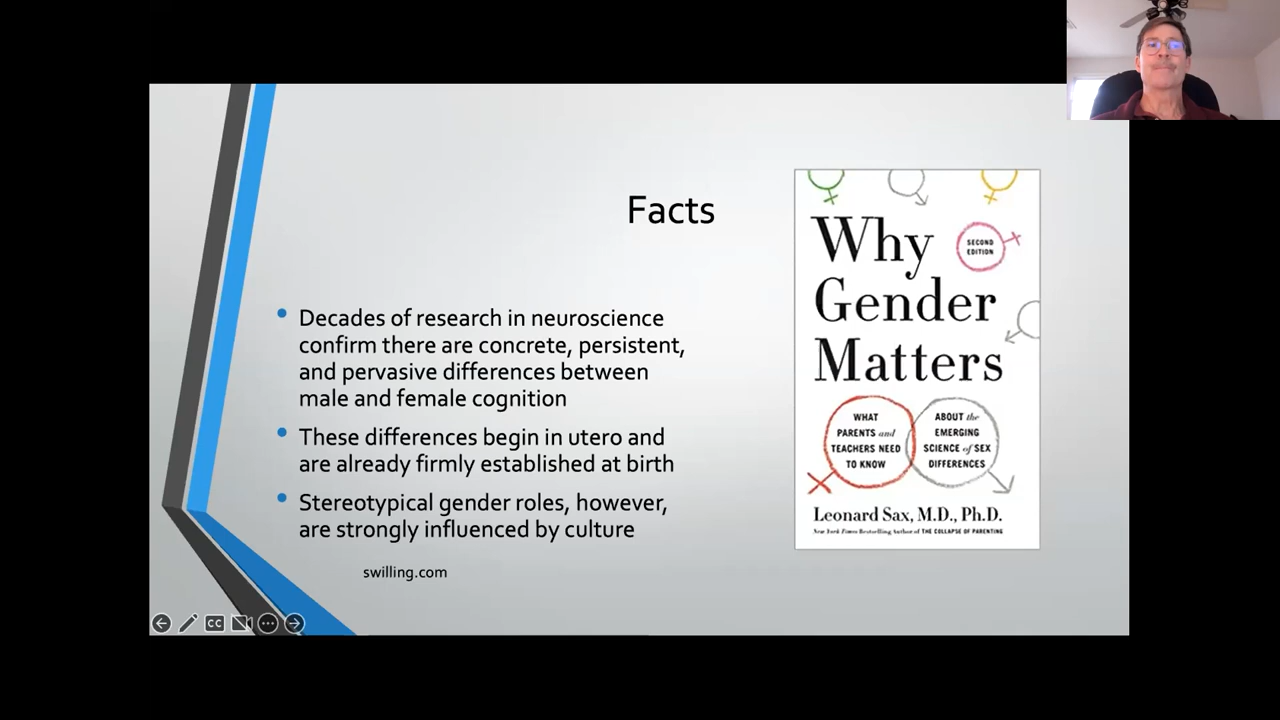 Facts
Decades of research in neuroscience
confirm there are concrete, persistent,
and pervasive differences between
male and female cognition
These differences begin in utero and
are already firmly established at birth
Stereotypical gender roles, however,
are strongly influenced by culture
swilling.com
CC
Why
SECOND
EDITION
Gender
Matters
WHAT
PARENTS and
TEACHERS NEED
TO KNOW
ABOUT the
EMERGING
SCIENCE of SEX
DIFFERENCES
Leonard Sax, M.D., Ph.D.
New York Times Bestselling Author of THE COLLAPSE OF PARENTING